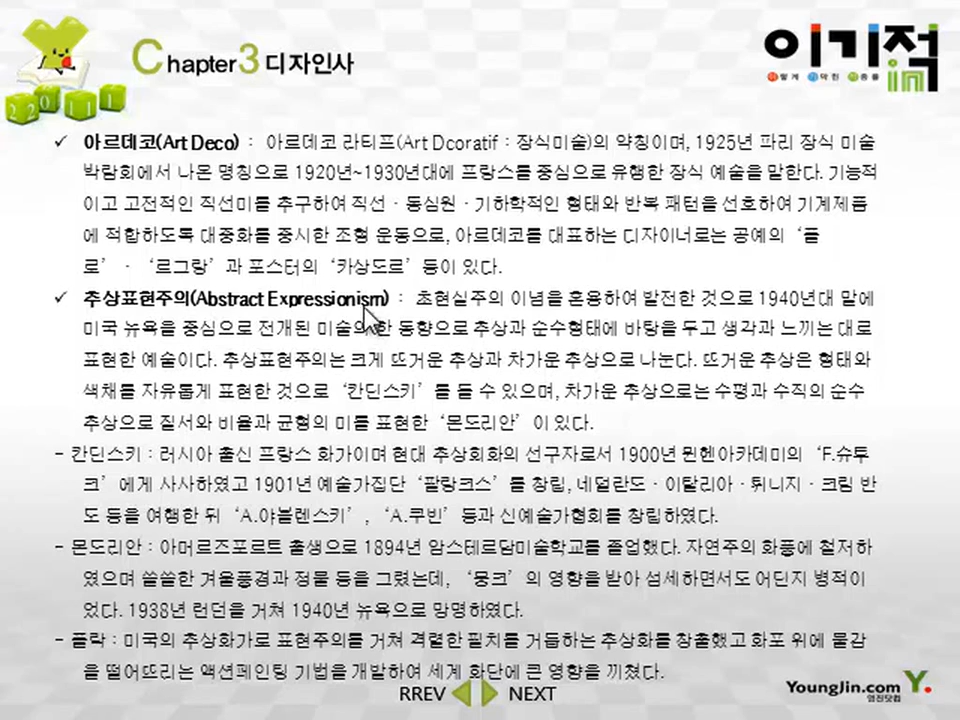 Chapter3 디자인사
이기적in
이렇게 기막힌 적중률
22011
✓ 아르데코(Art Deco) : 아르데코 라티프(Art Dcoratif : 장식미술)의 약칭이며, 1925년 파리 장식 미술
박람회에서 나온 명칭으로 1920년~1930년대에 프랑스를 중심으로 유행한 장식 예술을 말한다. 기능적
이고 고전적인 직선미를 추구하여 직선 · 동심원 · 기하학적인 형태와 반복 패턴을 선호하여 기계제품
에 적합하도록 대중화를 중시한 조형 운동으로, 아르데코를 대표하는 디자이너로는 공예의 ‘플
로’ · ‘르그랑’과 포스터의 ‘카상드르’ 등이 있다.
✓ 추상표현주의(Abstract Expressionism) : 초현실주의 이념을 혼용하여 발전한 것으로 1940년대 말에
미국 뉴욕을 중심으로 전개된 미술의 한 동향으로 추상과 순수형태에 바탕을 두고 생각과 느끼는 대로
표현한 예술이다. 추상표현주의는 크게 뜨거운 추상과 차가운 추상으로 나눈다. 뜨거운 추상은 형태와
색채를 자유롭게 표현한 것으로 ‘칸딘스키’를 들 수 있으며, 차가운 추상으로는 수평과 수직의 순수
추상으로 질서와 비율과 균형의 미를 표현한 ‘몬드리안’이 있다.
- 칸딘스키 : 러시아 출신 프랑스 화가이며 현대 추상회화의 선구자로서 1900년 뮌헨아카데미의 ‘F.슈투
크’에게 사사하였고 1901년 예술가집단 ‘팔랑크스’를 창립, 네덜란드 · 이탈리아 · 튀니지 · 크림 반
도 등을 여행한 뒤 ‘A.야블렌스키’, ‘A.쿠빈’ 등과 신예술가협회를 창립하였다.
- 몬드리안 : 아머르즈포르트 출생으로 1894년 암스테르담미술학교를 졸업했다. 자연주의 화풍에 철저하
였으며 쓸쓸한 겨울풍경과 정물 등을 그렸는데, ‘뭉크’의 영향을 받아 섬세하면서도 어딘지 병적이
었다. 1938년 런던을 거쳐 1940년 뉴욕으로 망명하였다.
- 폴락 : 미국의 추상화가로 표현주의를 거쳐 격렬한 필치를 거듭하는 추상화를 창출했고 화포 위에 물감
을 떨어뜨리는 액션페인팅 기법을 개발하여 세계 화단에 큰 영향을 끼쳤다.
RREV NEXT
YoungJin.com Y.
영진닷컴